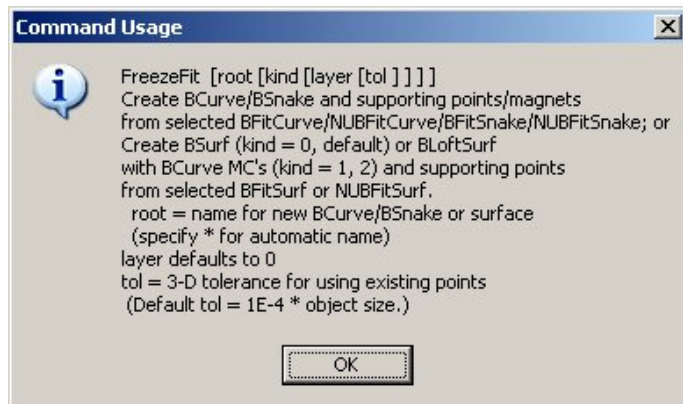 Command Usage
FreezeFit [root [kind [layer [tol ] ] ] ]
Create BCurve/BSnake and supporting points/magnets
from selected BFitCurve/NUBFitCurve/BFitSnake/NUBFitSnake; or
Create BSurf (kind = 0, default) or BLoftSurf
with BCurve MC's (kind = 1, 2) and supporting points
from selected BFitSurf or NUBFitSurf.
root = name for new BCurve/BSnake or surface
(specify * for automatic name)
layer defaults to 0
tol = 3-D tolerance for using existing points
(Default tol = 1E-4 * object size.)
OK